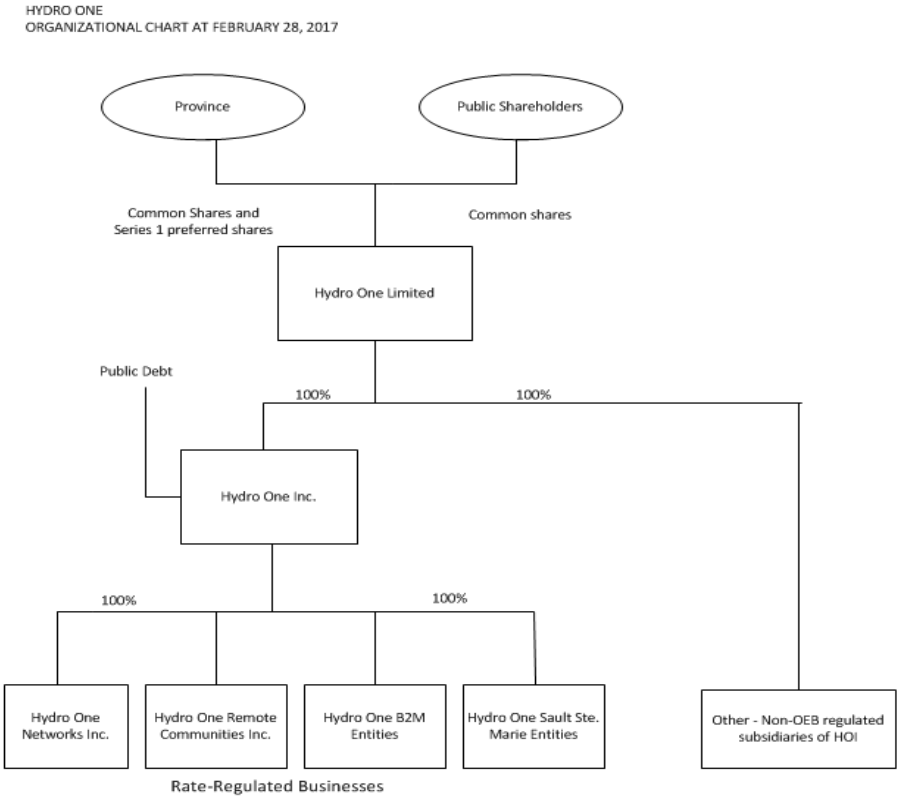 HYDRO ONE
ORGANIZATIONAL CHART AT FEBRUARY 28, 2017
Province
Public Shareholders
Common Shares and
Series 1 preferred shares
Common shares
Hydro One Limited
Public Debt
100%
100%
Hydro One Inc.
100%
100%
Hydro One
Networks Inc.
Hydro One Remote
Communities Inc.
Hydro One B2M
Entities
Hydro One Sault Ste.
Marie Entities
Other - Non-OEB regulated
subsidiaries of HOI
Rate-Regulated Businesses